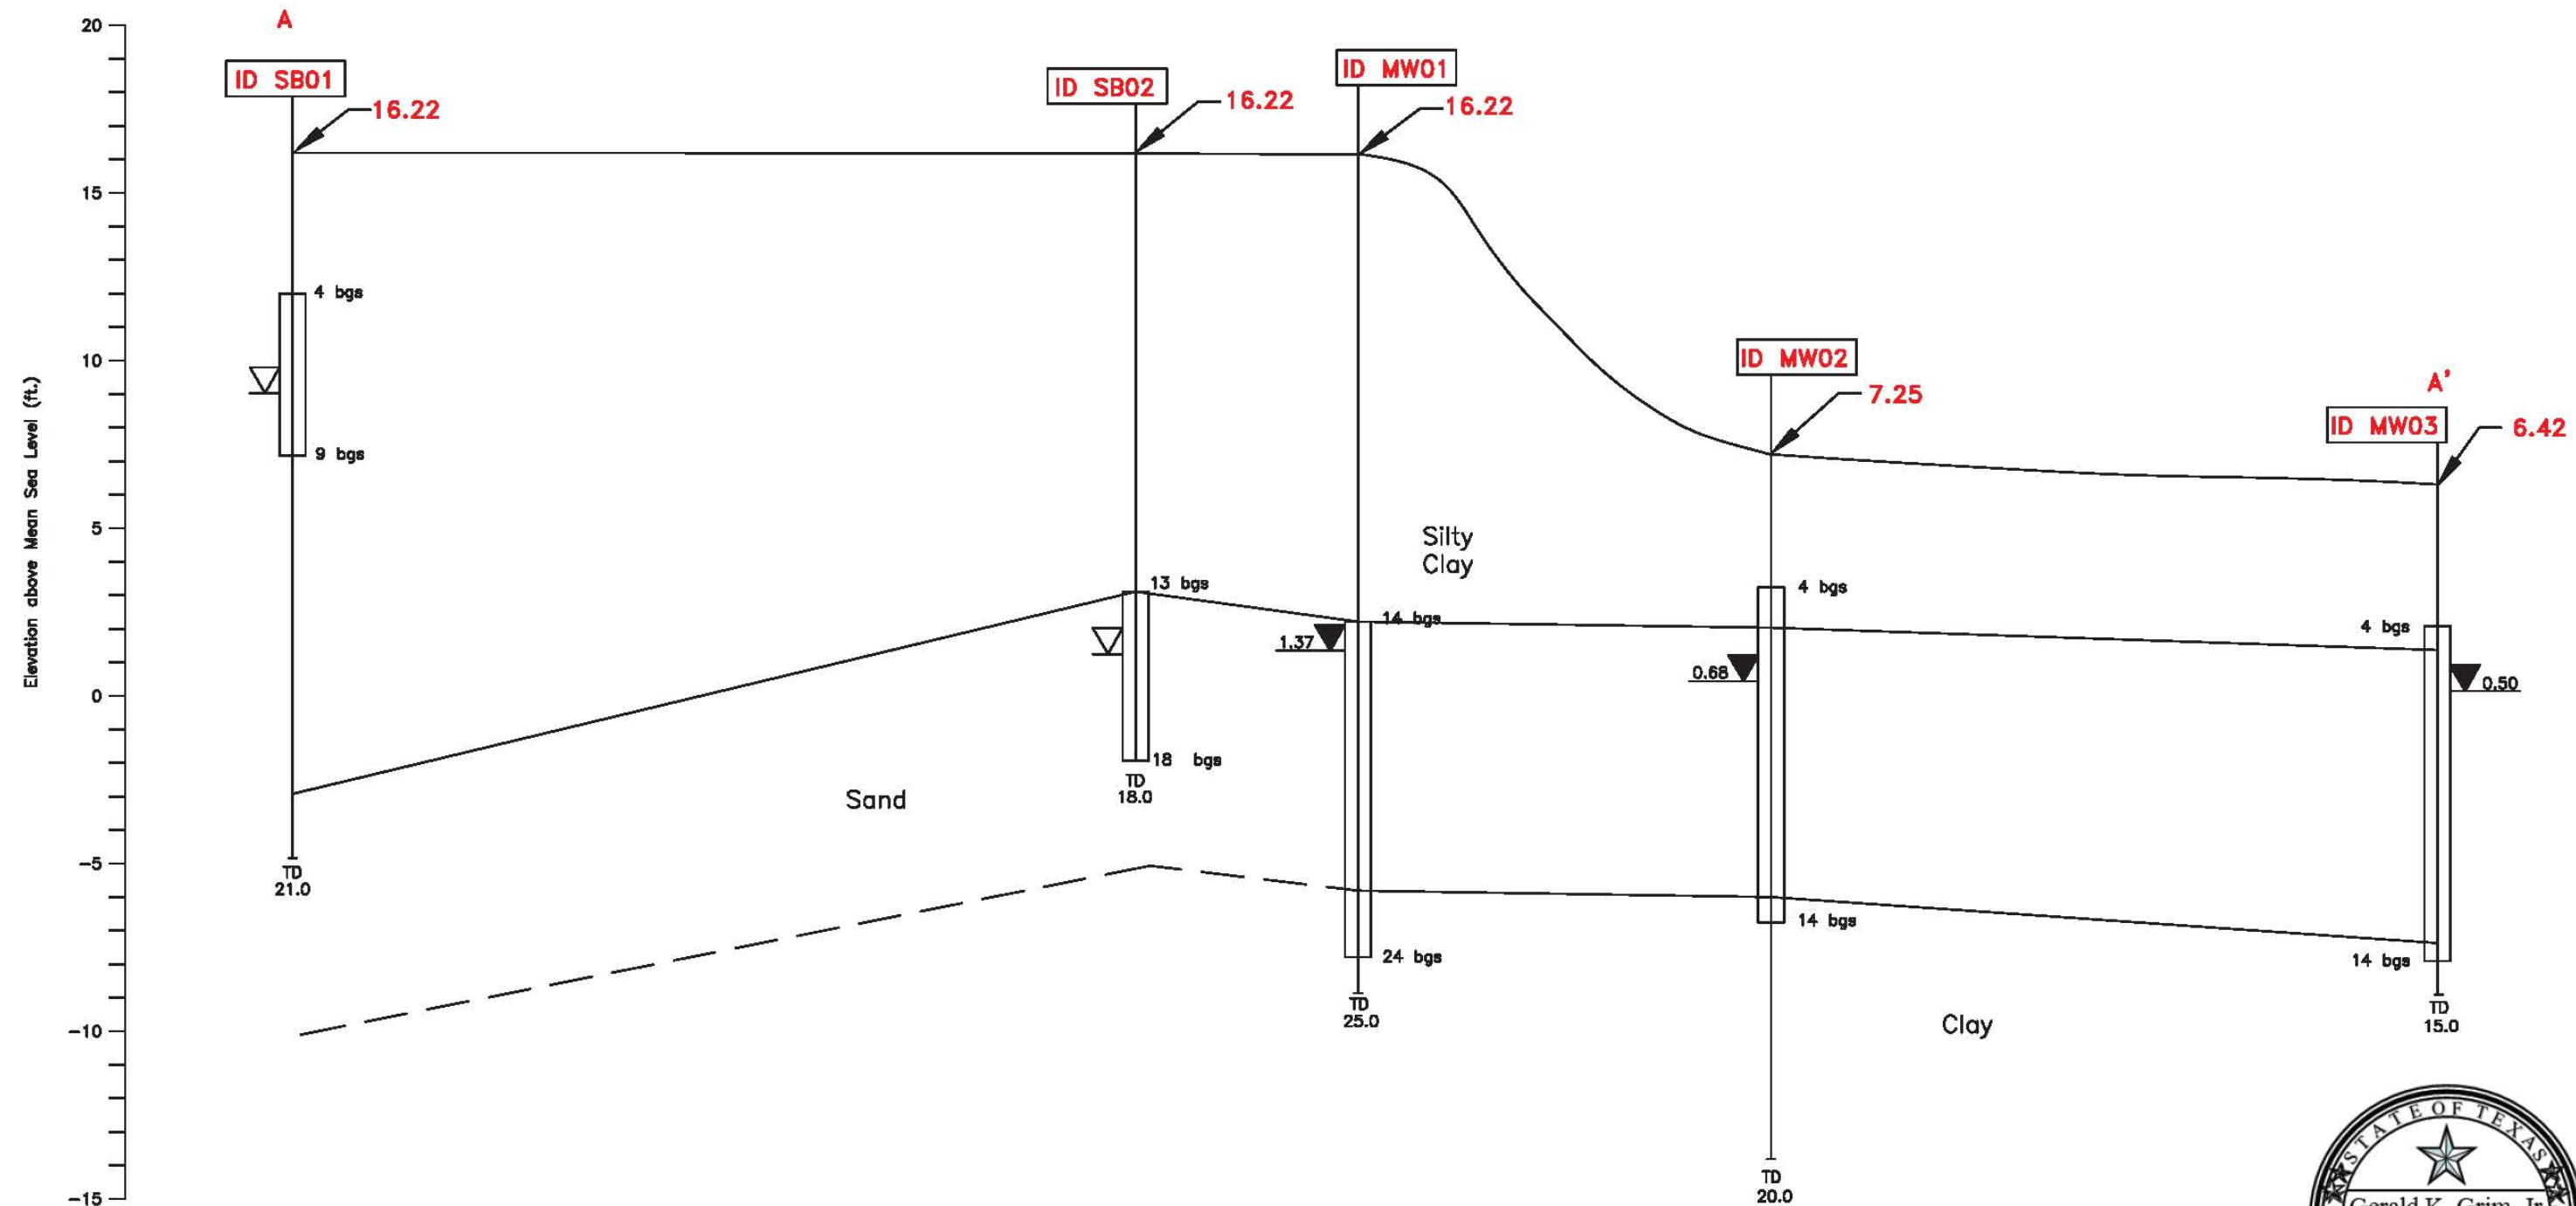 A
ID SB01
16.22
ID SB02
16.22
ID MW01
16.22
ID MW02
7.25
A'
ID MW03
6.42
Elevation above Mean Sea Level (ft.)
20
15
10
5
0
-5
-10
-15
4 bgs
9 bgs
TD
21.0
13 bgs
18 bgs
TD
18.0
14 bgs
1.37
24 bgs
TD
25.0
Silty
Clay
Sand
4 bgs
0.68
14 bgs
TD
20.0
Clay
4 bgs
0.50
14 bgs
TD
15.0
STATE OF TEXAS
Gerald K. Grim, Jr